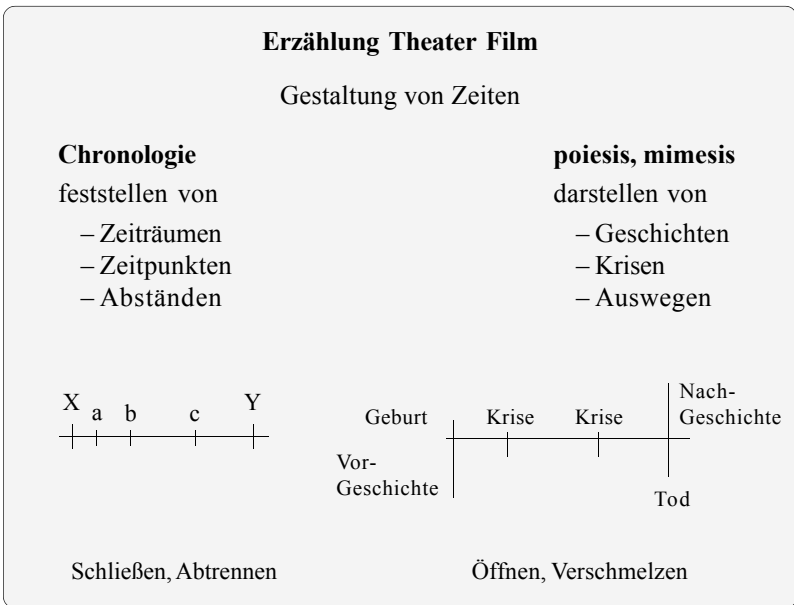 Erzählung Theater Film
Gestaltung von Zeiten
Chronologie
feststellen von
– Zeiträumen
– Zeitpunkten
– Abständen
poiesis, mimesis
darstellen von
– Geschichten
– Krisen
– Auswegen
X a b c Y
Geburt Krise Krise
Nach-
Geschichte
Vor-
Geschichte
Tod
Schließen, Abtrennen
Öffnen, Verschmelzen